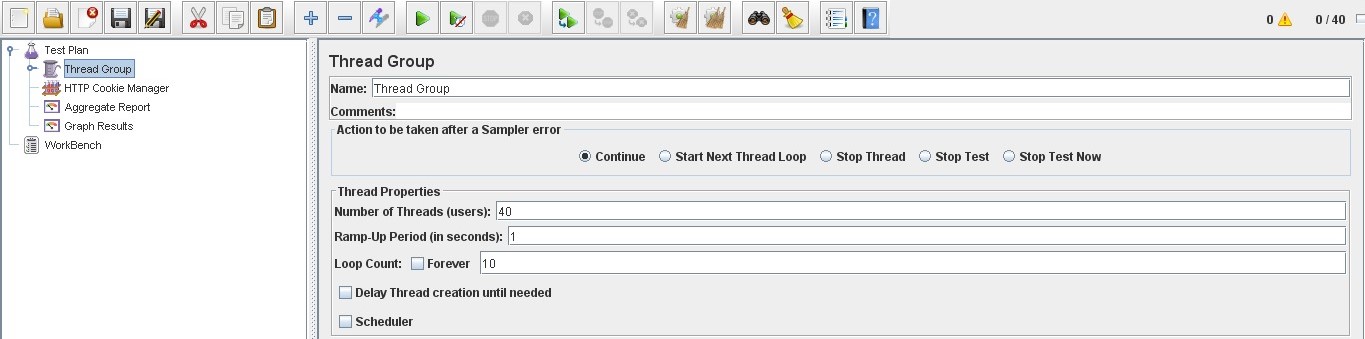 0 0 / 40
Test Plan
Thread Group
HTTP Cookie Manager
Aggregate Report
Graph Results
WorkBench
Thread Group
Name: Thread Group
Comments:
Action to be taken after a Sampler error
Continue Start Next Thread Loop Stop Thread Stop Test Stop Test Now
Thread Properties
Number of Threads (users): 40
Ramp-Up Period (in seconds): 1
Loop Count: Forever 10
Delay Thread creation until needed
Scheduler